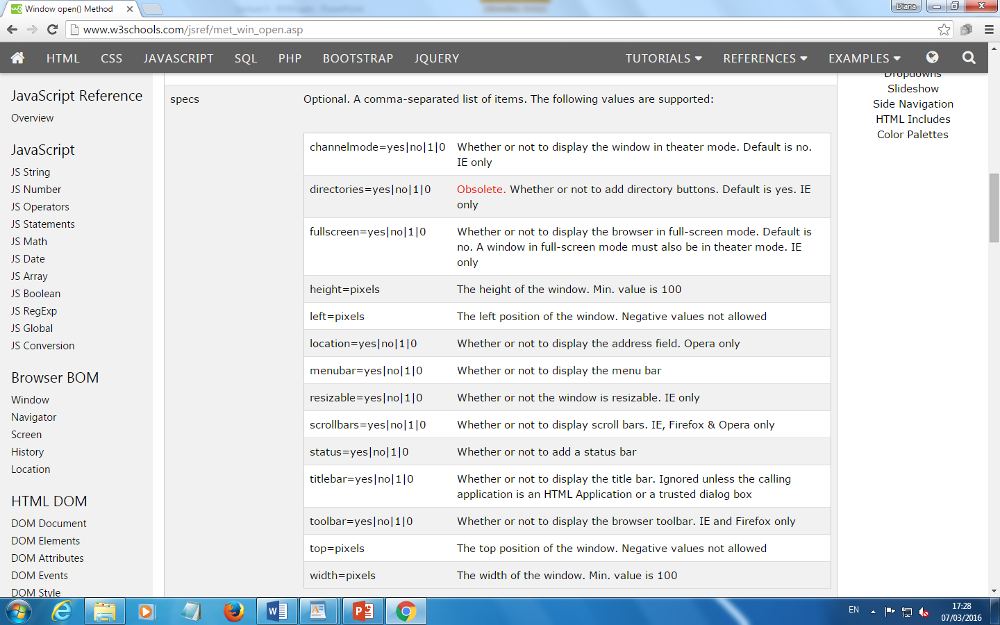 Window open() Method
Diana
www.w3schools.com/jsref/met_win_open.asp
HTML CSS JAVASCRIPT SQL PHP BOOTSTRAP JQUERY TUTORIALS REFERENCES EXAMPLES
JavaScript Reference
Overview
JavaScript
JS String
JS Number
JS Operators
JS Statements
JS Math
JS Date
JS Array
JS Boolean
JS RegExp
JS Global
JS Conversion
Browser BOM
Window
Navigator
Screen
History
Location
HTML DOM
DOM Document
DOM Elements
DOM Attributes
DOM Events
DOM Style
specs
Optional. A comma-separated list of items. The following values are supported:
channelmode=yes|no|1|0 Whether or not to display the window in theater mode. Default is no.
IE only
directories=yes|no|1|0 Obsolete. Whether or not to add directory buttons. Default is yes. IE
only
fullscreen=yes|no|1|0 Whether or not to display the browser in full-screen mode. Default is
no. A window in full-screen mode must also be in theater mode. IE
only
height=pixels The height of the window. Min. value is 100
left=pixels The left position of the window. Negative values not allowed
location=yes|no|1|0 Whether or not to display the address field. Opera only
menubar=yes|no|1|0 Whether or not to display the menu bar
resizable=yes|no|1|0 Whether or not the window is resizable. IE only
scrollbars=yes|no|1|0 Whether or not to display scroll bars. IE, Firefox & Opera only
status=yes|no|1|0 Whether or not to add a status bar
titlebar=yes|no|1|0 Whether or not to display the title bar. Ignored unless the calling
application is an HTML Application or a trusted dialog box
toolbar=yes|no|1|0 Whether or not to display the browser toolbar. IE and Firefox only
top=pixels The top position of the window. Negative values not allowed
width=pixels The width of the window. Min. value is 100
Dropdowns
Slideshow
Side Navigation
HTML Includes
Color Palettes
EN
17:28
07/03/2016